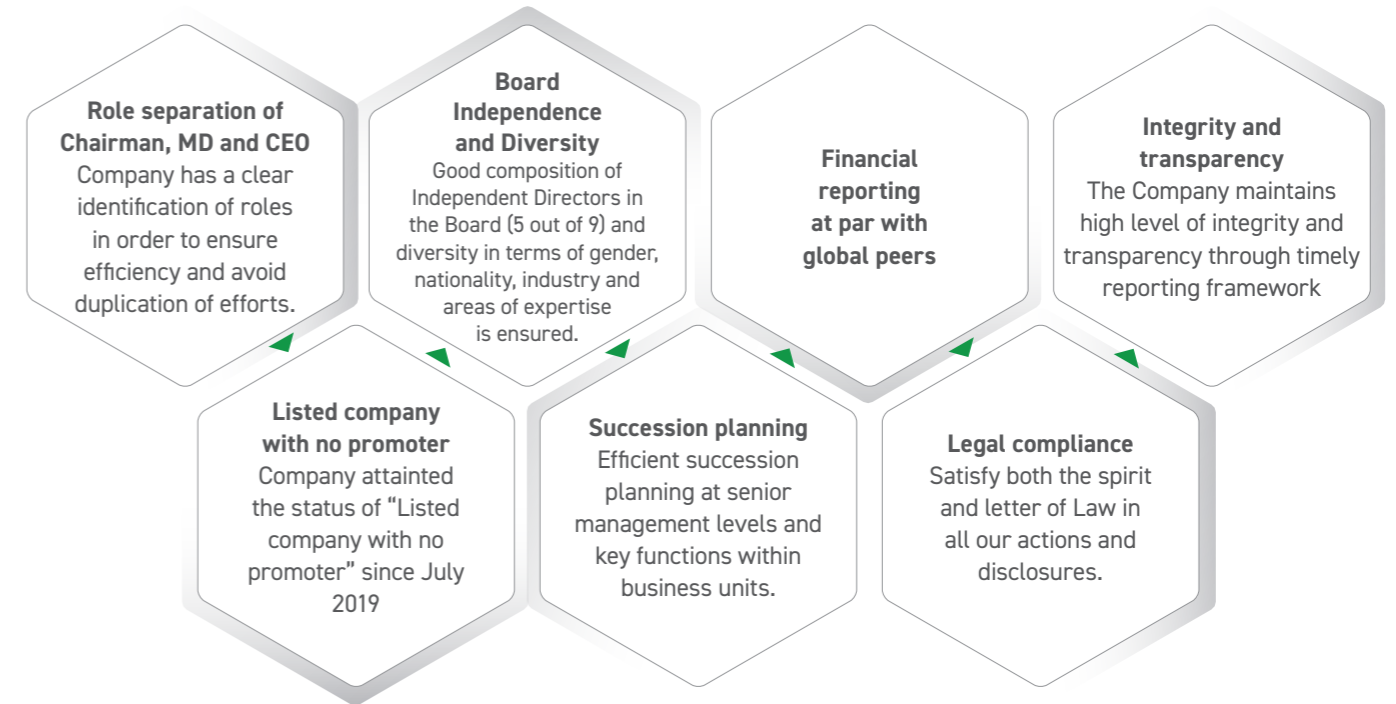 Role separation of
Chairman, MD and CEO
Company has a clear
identification of roles
in order to ensure
efficiency and avoid
duplication of efforts.
Listed company
with no promoter
Company attainted
the status of “Listed
company with no
promoter” since July
2019
Board
Independence
and Diversity
Good composition of
Independent Directors in
the Board (5 out of 9) and
diversity in terms of gender,
nationality, industry and
areas of expertise
is ensured.
Succession planning
Efficient succession
planning at senior
management levels and
key functions within
business units.
Financial
reporting
at par with
global peers
Legal compliance
Satisfy both the spirit
and letter of Law in
all our actions and
disclosures.
Integrity and
transparency
The Company maintains
high level of integrity and
transparency through timely
reporting framework